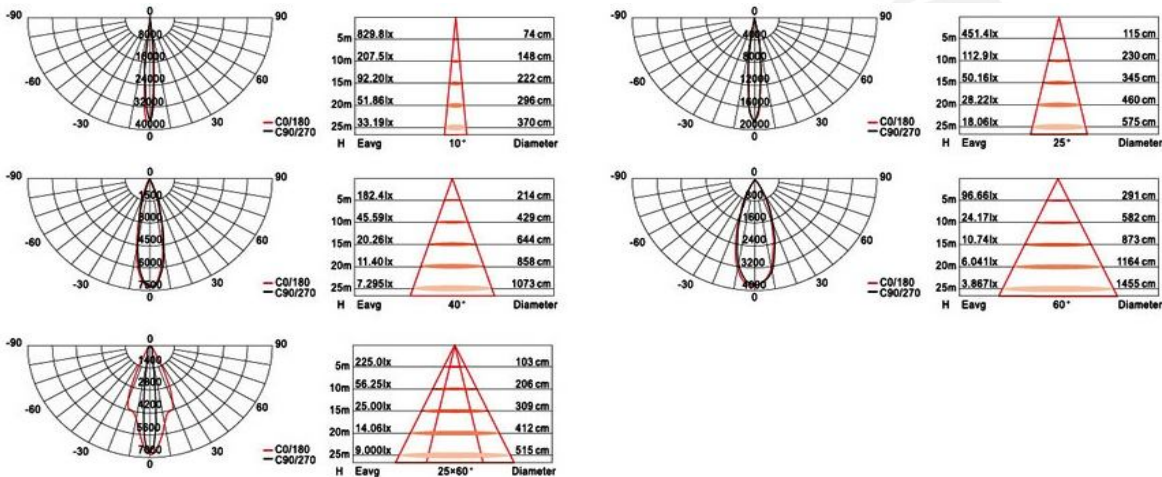 -90 0 90
8000
16000
-60 24000 60
32000
-30 40000 30
0
C0/180
C90/270
5m 829.8lx 74 cm
10m 207.5lx 148 cm
15m 92.20lx 222 cm
20m 51.86lx 296 cm
25m 33.19lx 370 cm
H Eavg 10° Diameter
-90 0 90
4000
8000
-60 12000 60
16000
-30 20000 30
0
C0/180
C90/270
5m 451.4lx 115 cm
10m 112.9lx 230 cm
15m 50.16lx 345 cm
20m 28.22lx 460 cm
25m 18.06lx 575 cm
H Eavg 25° Diameter
-90 0 90
1500
3000
-60 4500 60
6000
-30 7500 30
0
C0/180
C90/270
5m 182.4lx 214 cm
10m 45.59lx 429 cm
15m 20.26lx 644 cm
20m 11.40lx 858 cm
25m 7.295lx 1073 cm
H Eavg 40° Diameter
-90 0 90
800
1600
-60 2400 60
3200
-30 4000 30
0
C0/180
C90/270
5m 96.66lx 291 cm
10m 24.17lx 582 cm
15m 10.74lx 873 cm
20m 6.041lx 1164 cm
25m 3.867lx 1455 cm
H Eavg 60° Diameter
-90 0 90
1400
2800
-60 4200 60
5600
-30 7000 30
0
C0/180
C90/270
5m 225.0lx 103 cm
10m 56.25lx 206 cm
15m 25.00lx 309 cm
20m 14.06lx 412 cm
25m 9.000lx 515 cm
H Eavg 25×60° Diameter